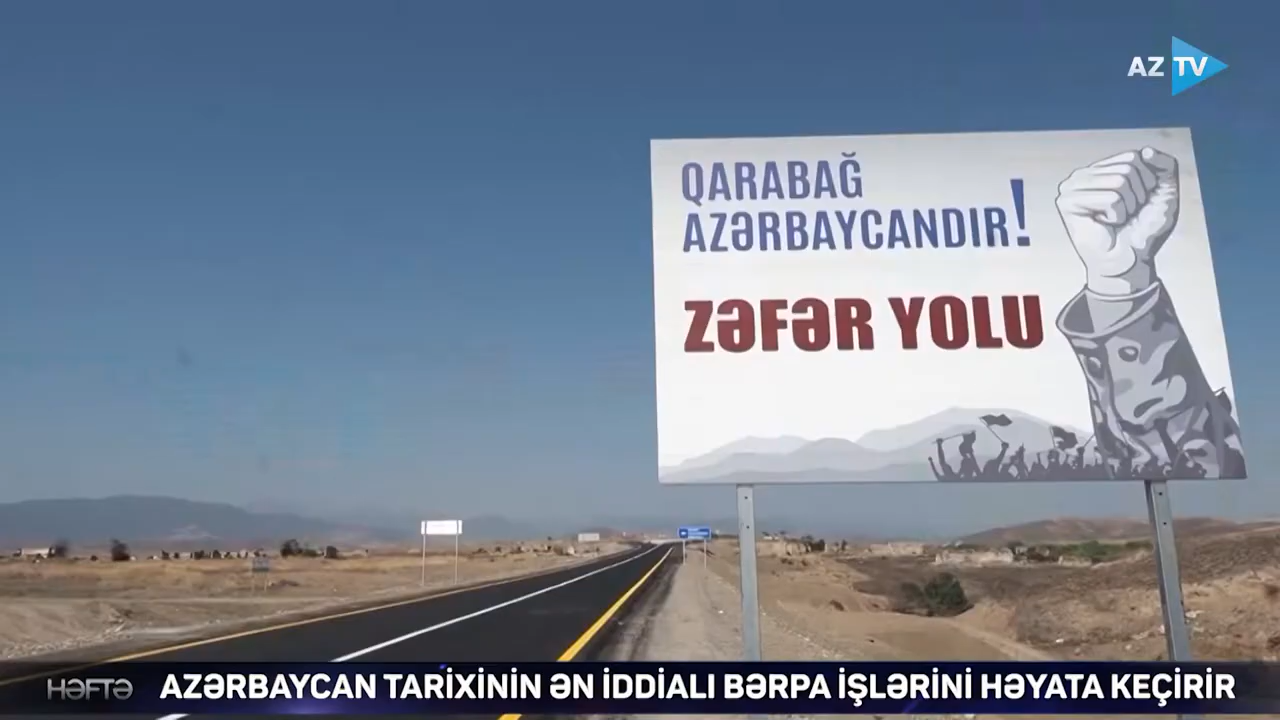 AZ TV
QARABAĞ
AZƏRBAYCANDIR!
ZƏFƏR YOLU
HƏFTƏ
AZƏRBAYCAN TARİXİNİN ƏN İDDİALI BƏRPA İŞLƏRİNİ HƏYATA KEÇİRİR